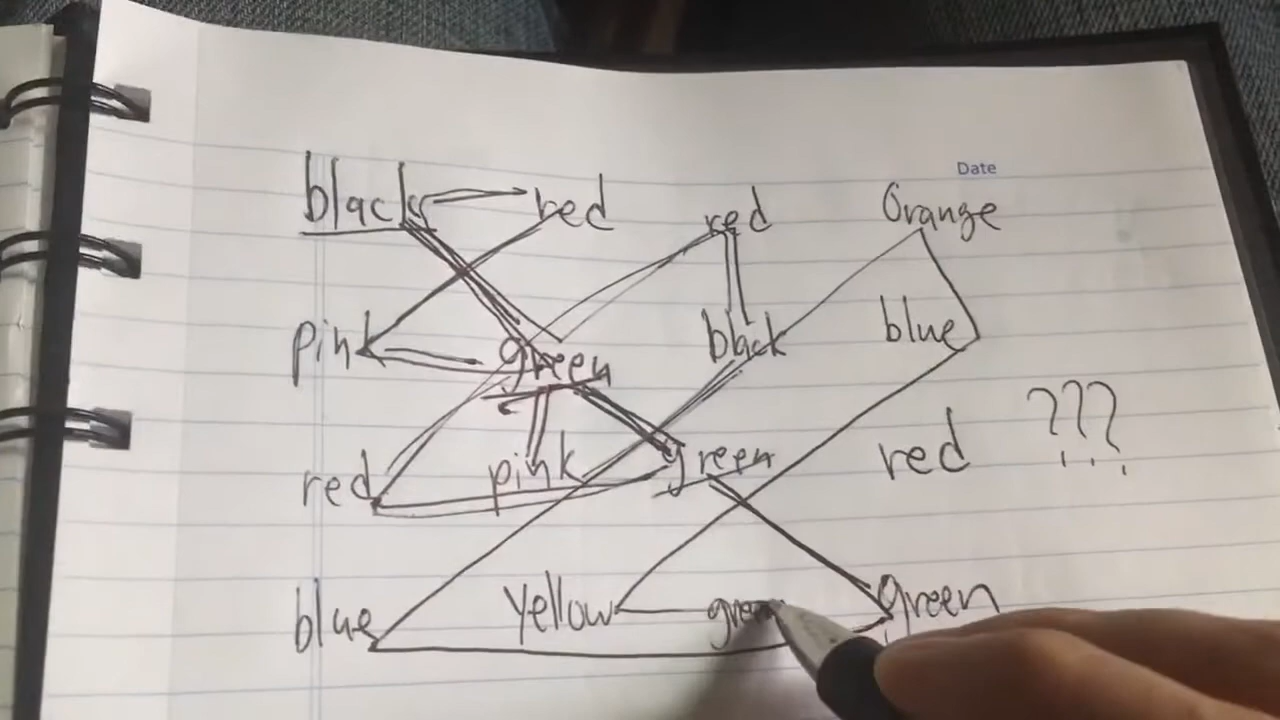 Date
black red red Orange
pink green black blue
red pink green red ???
blue Yellow green green